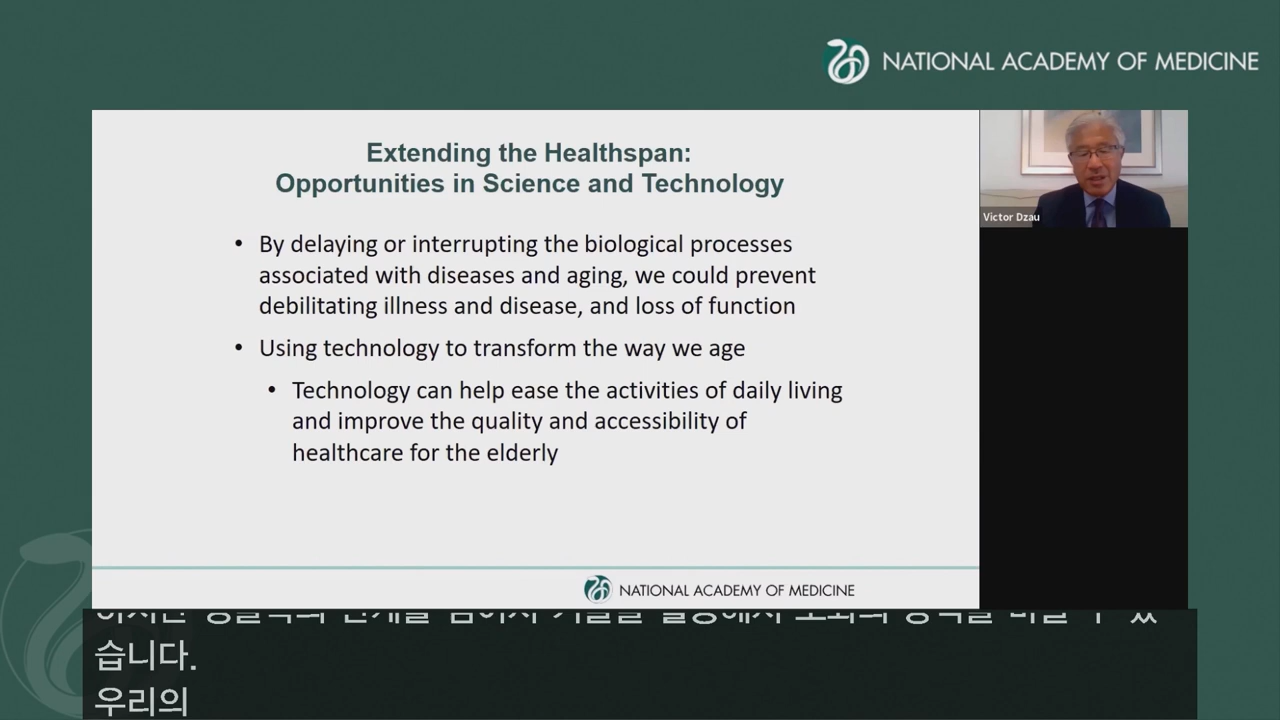 NATIONAL ACADEMY OF MEDICINE
Extending the Healthspan:
Opportunities in Science and Technology
• By delaying or interrupting the biological processes
associated with diseases and aging, we could prevent
debilitating illness and disease, and loss of function
• Using technology to transform the way we age
• Technology can help ease the activities of daily living
and improve the quality and accessibility of
healthcare for the elderly
NATIONAL ACADEMY OF MEDICINE
Victor Dzau
습니다.
우리의